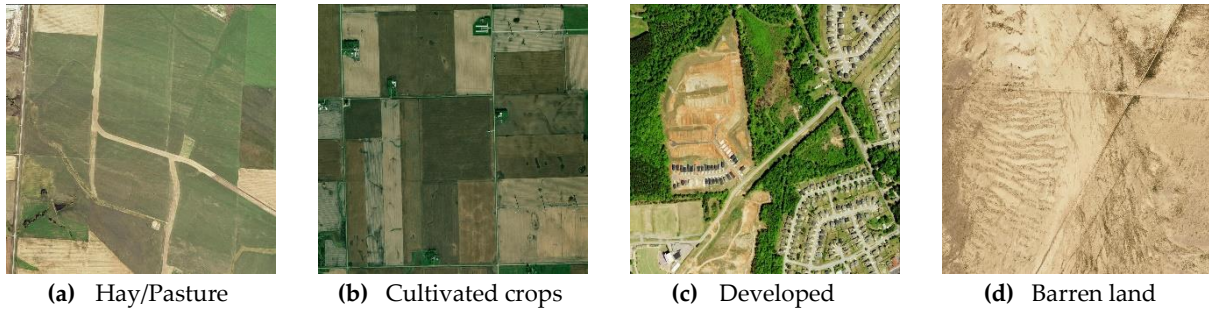 (a) Hay/Pasture
(b) Cultivated crops
(c) Developed
(d) Barren land